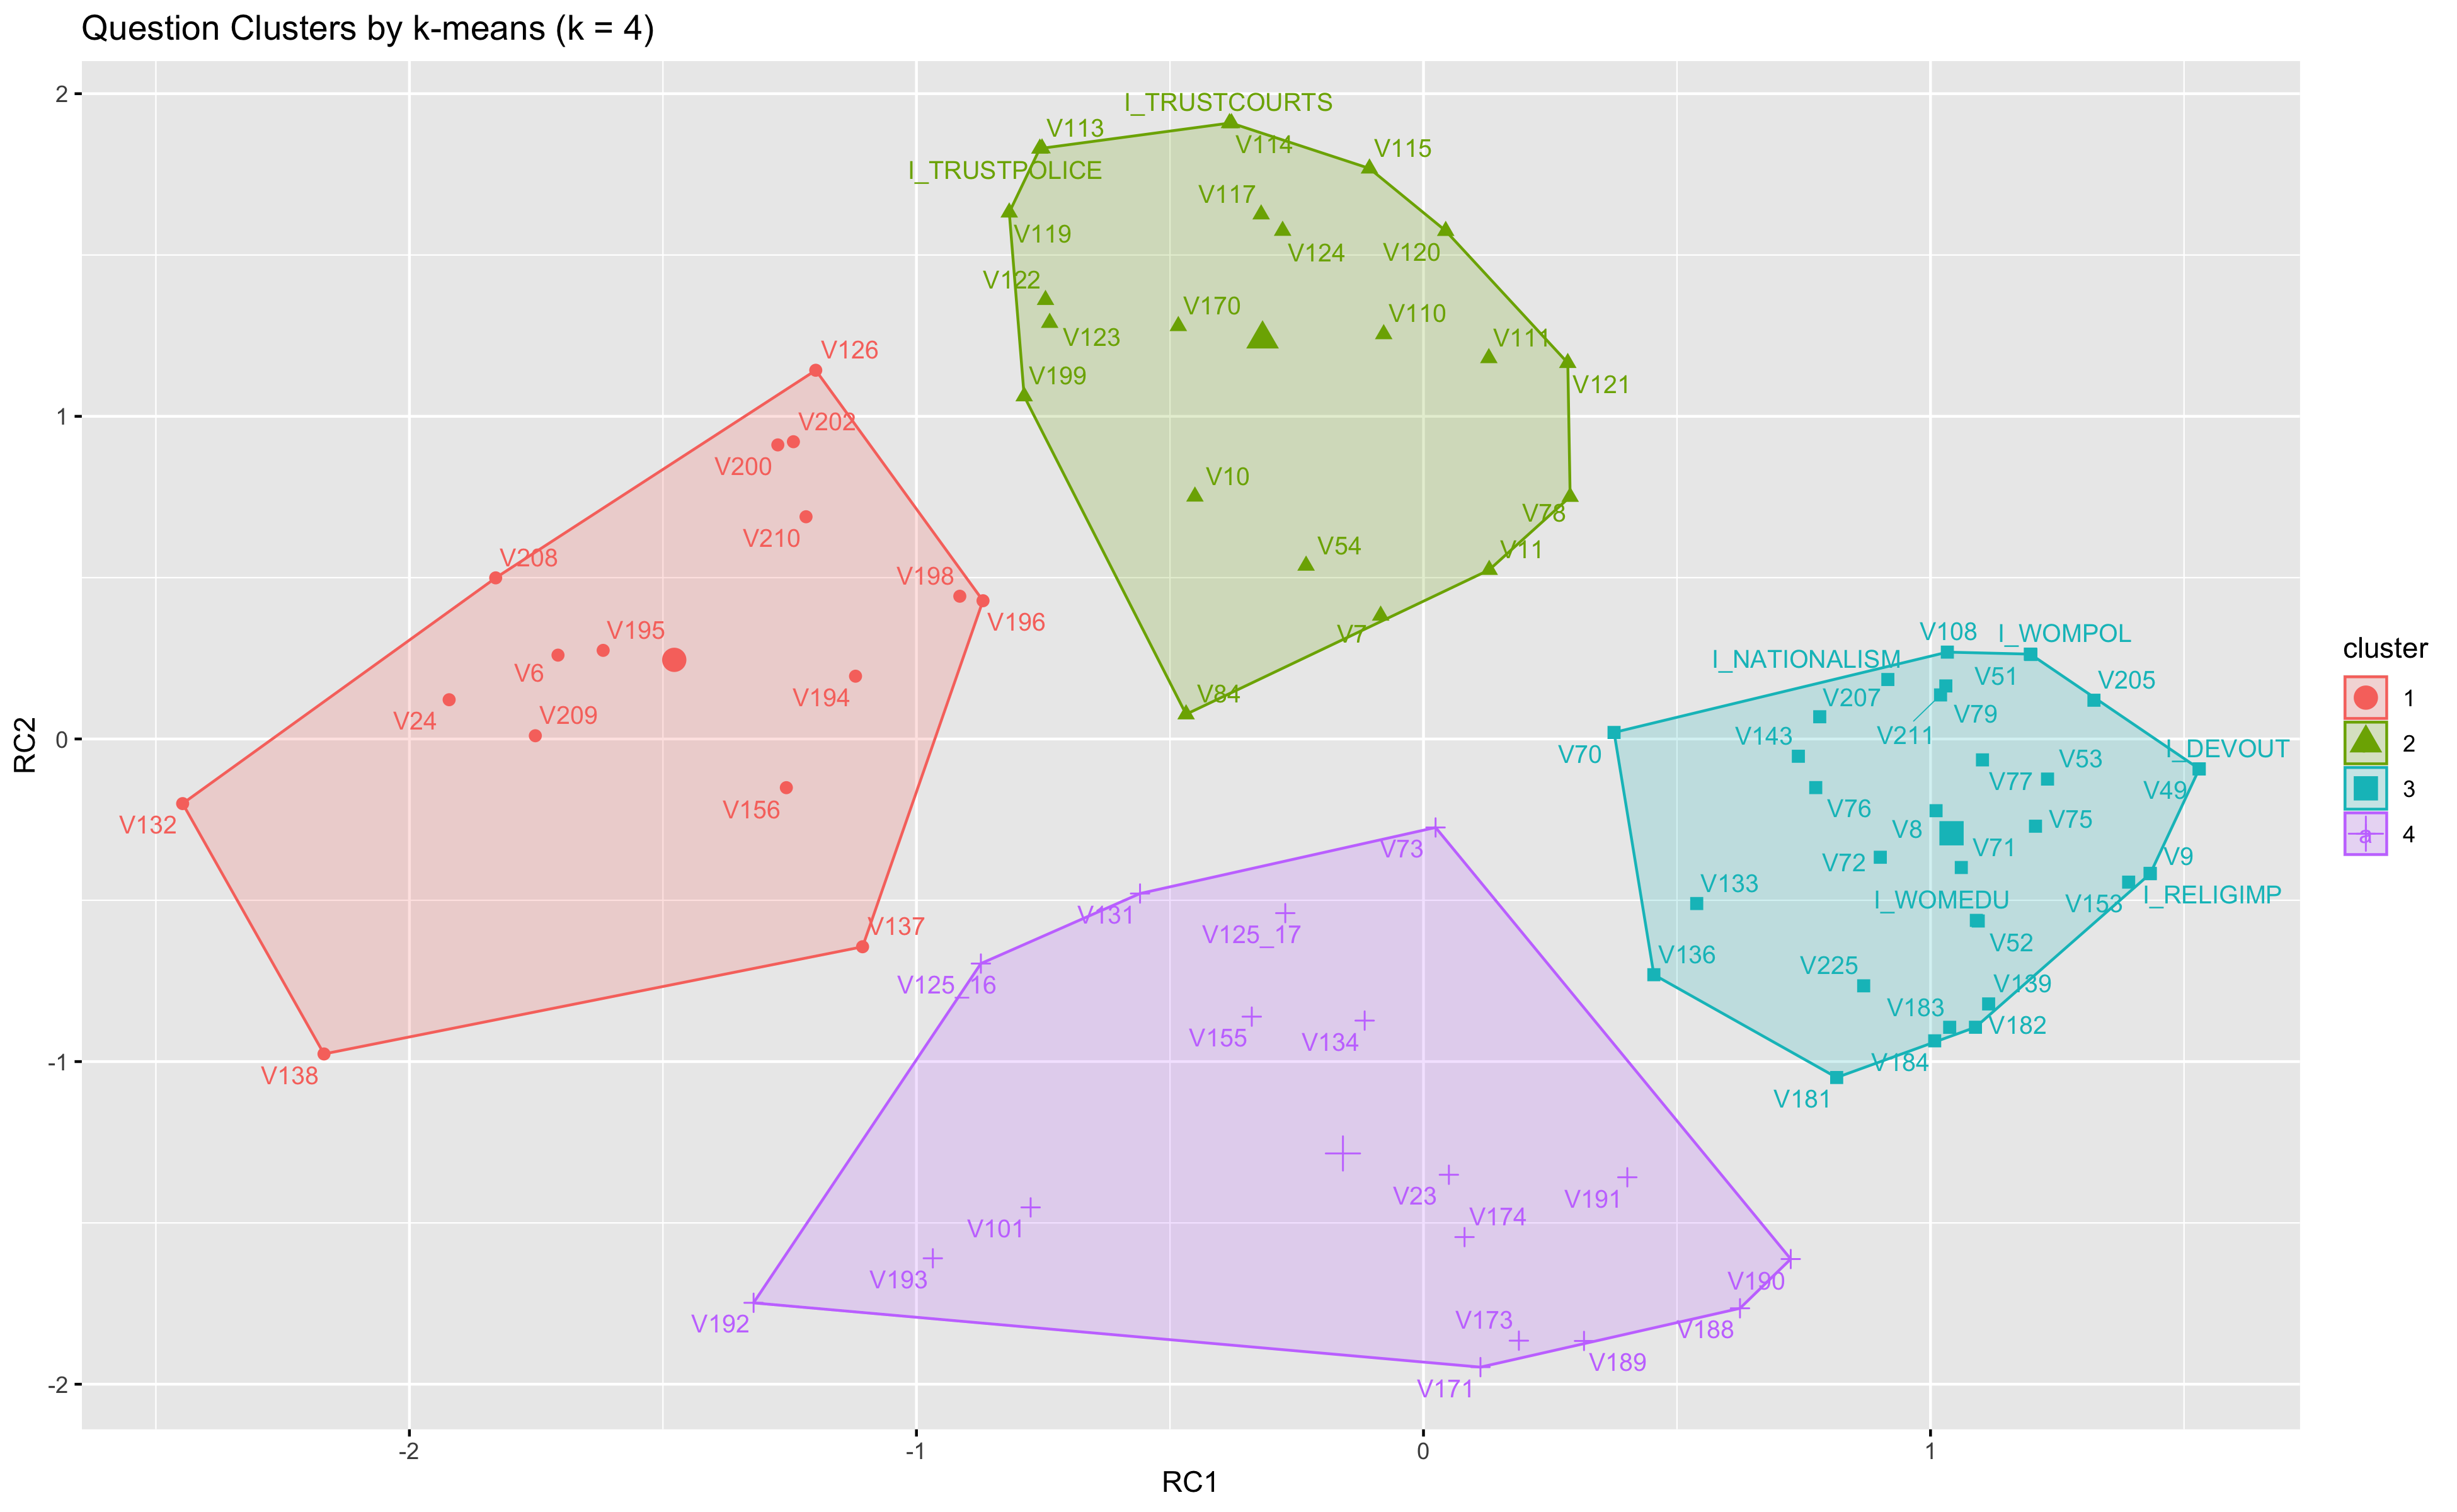 Question Clusters by k-means (k = 4)
2
1
0
-1
-2
RC2
I_TRUSTCOURTS
V113
V114
V115
I_TRUSTPOLICE
V117
V119
V124
V120
V122
V170
V110
V123
V111
V199
V121
V10
V78
V54
V11
V7
V84
V126
V202
V200
V210
V208
V198
V196
V195
V6
V194
V24
V209
V156
V132
V137
V138
V108
I_WOMPOL
I_NATIONALISM
V51
V205
V207
V79
V143
V211
V70
I_DEVOUT
V53
V77
V49
V76
V75
V8
V71
V72
V9
V133
I_WOMEDU
V153
I_RELIGIMP
V52
V136
V225
V139
V183
V182
V184
V181
V73
V131
V125_17
V125_16
V155
V134
V23
V191
V174
V101
V193
V190
V192
V173
V188
V189
V171
-2
-1
0
1
RC1
cluster
1
2
3
a
4